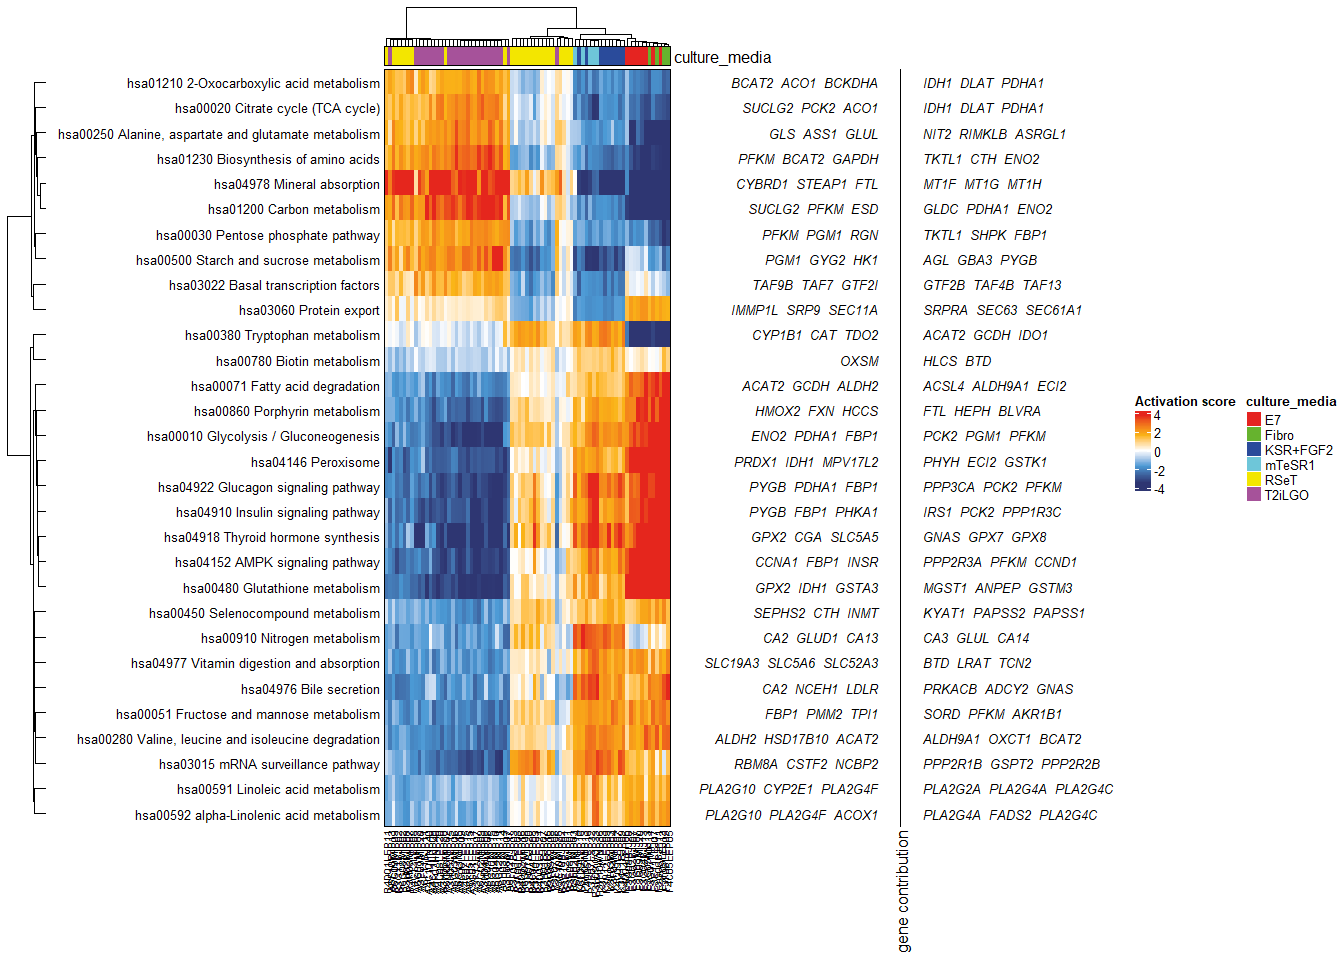 culture_media
hsa01210 2-Oxocarboxylic acid metabolism BCAT2 ACO1 BCKDHA IDH1 DLAT PDHA1
hsa00020 Citrate cycle (TCA cycle) SUCLG2 PCK2 ACO1 IDH1 DLAT PDHA1
hsa00250 Alanine, aspartate and glutamate metabolism GLS ASS1 GLUL NIT2 RIMKLB ASRGL1
hsa01230 Biosynthesis of amino acids PFKM BCAT2 GAPDH TKTL1 CTH ENO2
hsa04978 Mineral absorption CYBRD1 STEAP1 FTL MT1F MT1G MT1H
hsa01200 Carbon metabolism SUCLG2 PFKM ESD GLDC PDHA1 ENO2
hsa00030 Pentose phosphate pathway PFKM PGM1 RGN TKTL1 SHPK FBP1
hsa00500 Starch and sucrose metabolism PGM1 GYG2 HK1 AGL GBA3 PYGB
hsa03022 Basal transcription factors TAF9B TAF7 GTF2I GTF2B TAF4B TAF13
hsa03060 Protein export IMMP1L SRP9 SEC11A SRPRA SEC63 SEC61A1
hsa00380 Tryptophan metabolism CYP1B1 CAT TDO2 ACAT2 GCDH IDO1
hsa00780 Biotin metabolism OXSM HLCS BTD
hsa00071 Fatty acid degradation ACAT2 GCDH ALDH2 ACSL4 ALDH9A1 ECI2
hsa00860 Porphyrin metabolism HMOX2 FXN HCCS FTL HEPH BLVRA
hsa00010 Glycolysis / Gluconeogenesis ENO2 PDHA1 FBP1 PCK2 PGM1 PFKM
hsa04146 Peroxisome PRDX1 IDH1 MPV17L2 PHYH ECI2 GSTK1
hsa04922 Glucagon signaling pathway PYGB PDHA1 FBP1 PPP3CA PCK2 PFKM
hsa04910 Insulin signaling pathway PYGB FBP1 PHKA1 IRS1 PCK2 PPP1R3C
hsa04918 Thyroid hormone synthesis GPX2 CGA SLC5A5 GNAS GPX7 GPX8
hsa04152 AMPK signaling pathway CCNA1 FBP1 INSR PPP2R3A PFKM CCND1
hsa00480 Glutathione metabolism GPX2 IDH1 GSTA3 MGST1 ANPEP GSTM3
hsa00450 Selenocompound metabolism SEPHS2 CTH INMT KYAT1 PAPSS2 PAPSS1
hsa00910 Nitrogen metabolism CA2 GLUD1 CA13 CA3 GLUL CA14
hsa04977 Vitamin digestion and absorption SLC19A3 SLC5A6 SLC52A3 BTD LRAT TCN2
hsa04976 Bile secretion CA2 NCEH1 LDLR PRKACB ADCY2 GNAS
hsa00051 Fructose and mannose metabolism FBP1 PMM2 TPI1 SORD PFKM AKR1B1
hsa00280 Valine, leucine and isoleucine degradation ALDH2 HSD17B10 ACAT2 ALDH9A1 OXCT1 BCAT2
hsa03015 mRNA surveillance pathway RBM8A CSTF2 NCBP2 PPP2R1B GSPT2 PPP2R2B
hsa00591 Linoleic acid metabolism PLA2G10 CYP2E1 PLA2G4F PLA2G2A PLA2G4A PLA2G4C
hsa00592 alpha-Linolenic acid metabolism PLA2G10 PLA2G4F ACOX1 PLA2G4A FADS2 PLA2G4C
gene contribution
Activation score
4
2
0
-2
-4
culture_media
E7
Fibro
KSR+FGF2
mTeSR1
RSeT
T2iLGO